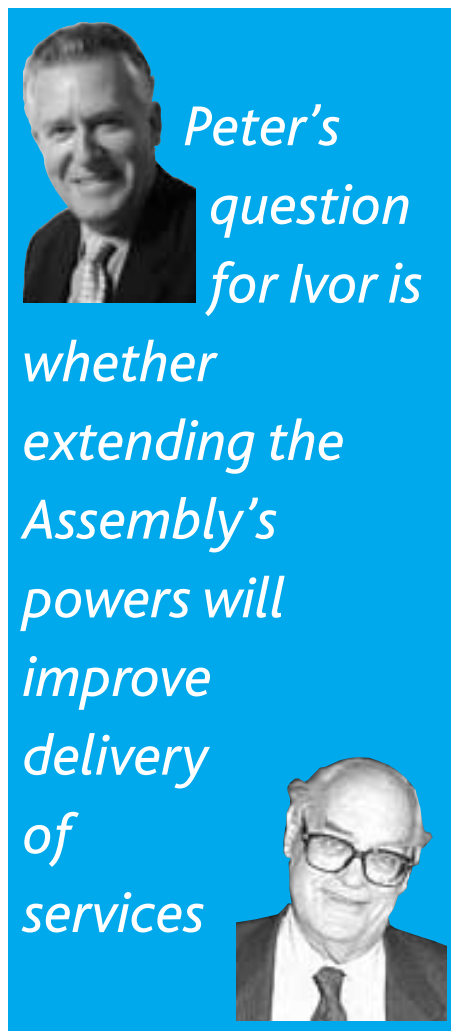 Peter’s
question
for Ivor is
whether
extending the
Assembly’s
powers will
improve
delivery
of
services